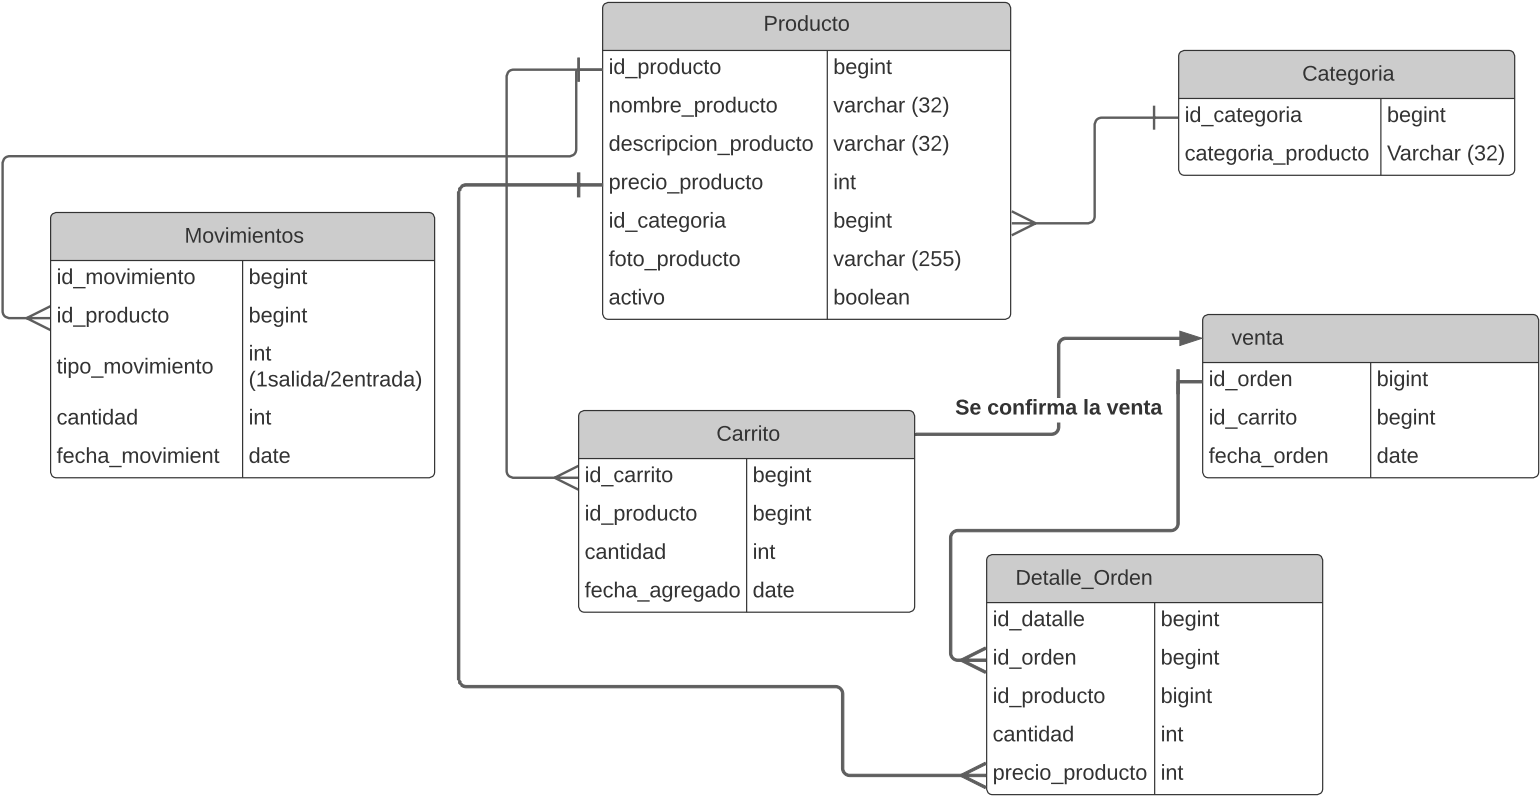 Producto
id_producto begint
nombre_producto varchar (32)
descripcion_producto varchar (32)
precio_producto int
id_categoria begint
foto_producto varchar (255)
activo boolean
Categoria
id_categoria begint
categoria_producto Varchar (32)
Movimientos
id_movimiento begint
id_producto begint
tipo_movimiento int
(1salida/2entrada)
cantidad int
fecha_movimient date
venta
id_orden bigint
id_carrito begint
fecha_orden date
Se confirma la venta
Carrito
id_carrito begint
id_producto begint
cantidad int
fecha_agregado date
Detalle_Orden
id_datalle begint
id_orden begint
id_producto bigint
cantidad int
precio_producto int